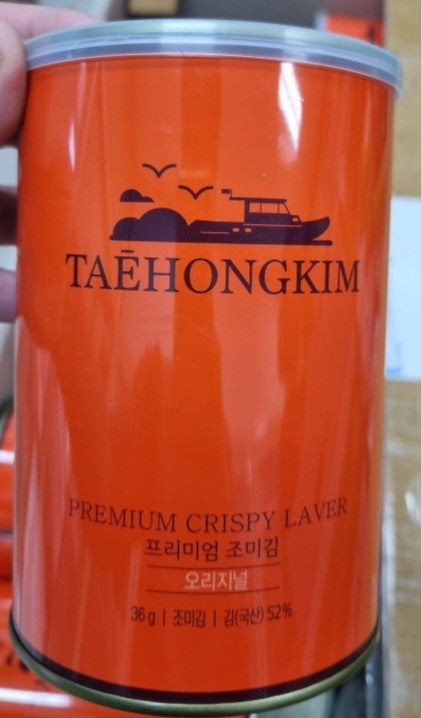 TAĒHONGKIM
PREMIUM CRISPY LAVER
프리미엄 조미김
오리지널
36g | 조미김 | 김(국산) 52%